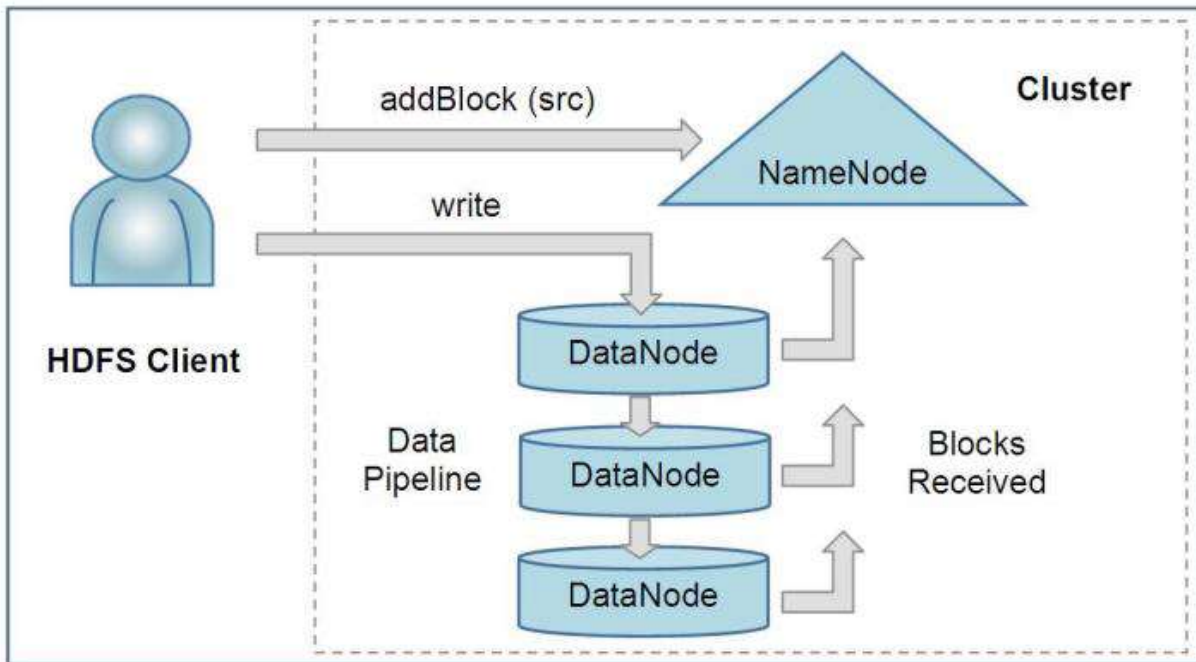 addBlock (src)
Cluster
NameNode
write
HDFS Client
DataNode
Data
Pipeline
DataNode
Blocks
Received
DataNode